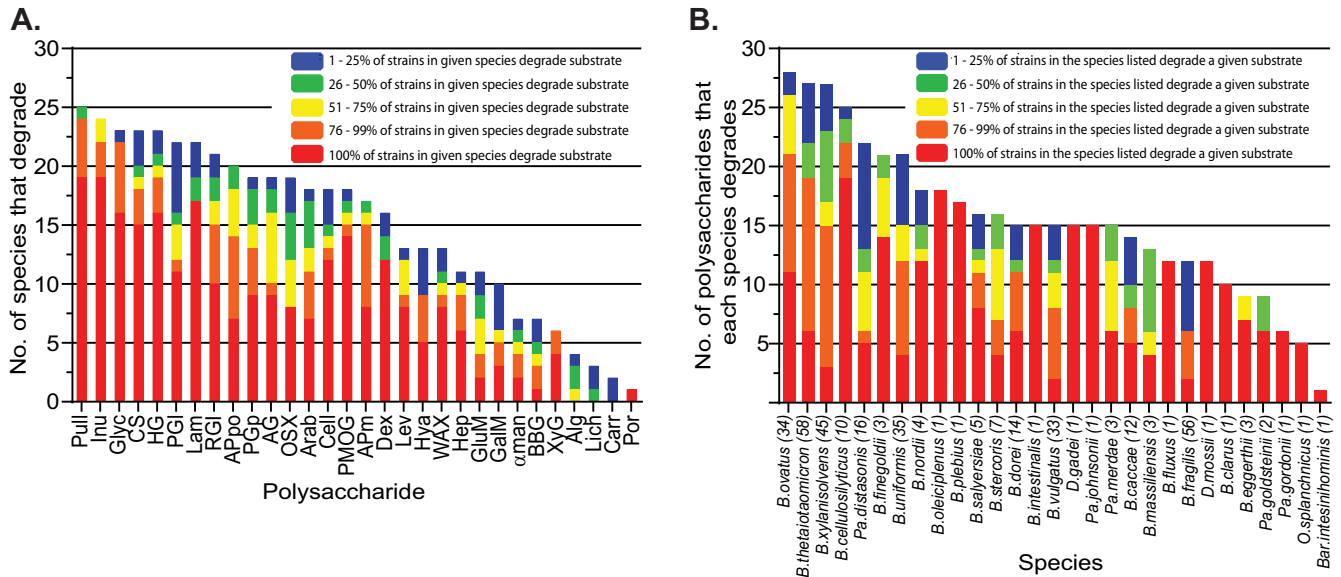 A.
No. of species that degrade
30
25
20
15
10
5
0
1 - 25% of strains in given species degrade substrate
26 - 50% of strains in given species degrade substrate
51 - 75% of strains in given species degrade substrate
76 - 99% of strains in given species degrade substrate
100% of strains in given species degrade substrate
Pull
Inu
Glyc
CS
HG
PGl
Lami
RGI
APpo
PGp
AG
OSX
Arab
Cell
PMOG
APm
Dex
Lev
Hya
WAX
Hep
GluM
GalM
αman
BBG
XyG
Alg
Lich
Carr
Por
Polysaccharide
B.
No. of polysaccharides that
each species degrades
30
25
20
15
10
5
1 - 25% of strains in the species listed degrade a given substrate
26 - 50% of strains in the species listed degrade a given substrate
51 - 75% of strains in the species listed degrade a given substrate
76 - 99% of strains in the species listed degrade a given substrate
100% of strains in the species listed degrade a given substrate
B.ovatus (34)
B.thetaiotaomicron (58)
B.xylanisolvens (45)
B.cellulosilyticus (10)
Pa.distasonis (16)
B.finegoldii (3)
B.uniformis (35)
B.nordii (4)
B.oleiciplenus (1)
B.plebius (1)
B.salyersiae (5)
B.stercoris (7)
B.dorei (14)
B.intestinalis (1)
B.vulgatus (33)
D.gadei (1)
Pa.johnsonii (1)
Pa.merdae (3)
B.caccae (12)
B.massiliensis (3)
B.fluxus (1)
B.fragilis (56)
D.mossii (1)
B.clarus (1)
B.eggerthii (3)
Pa.goldsteinii (2)
Pa.gordonii (1)
O.splanchnicus (1)
Bar.intesinihominis (1)
Species